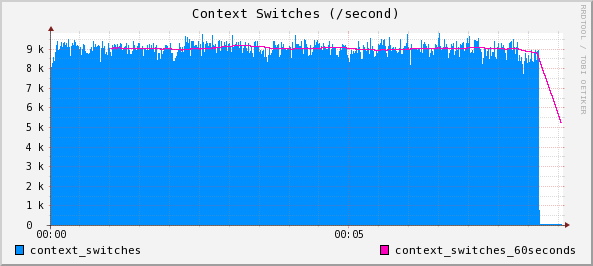 Context Switches (/second)
RRDTOOL / TOBI OETIKER
9 k
8 k
7 k
6 k
5 k
4 k
3 k
2 k
1 k
0
00:00 00:05
context_switches context_switches_60seconds